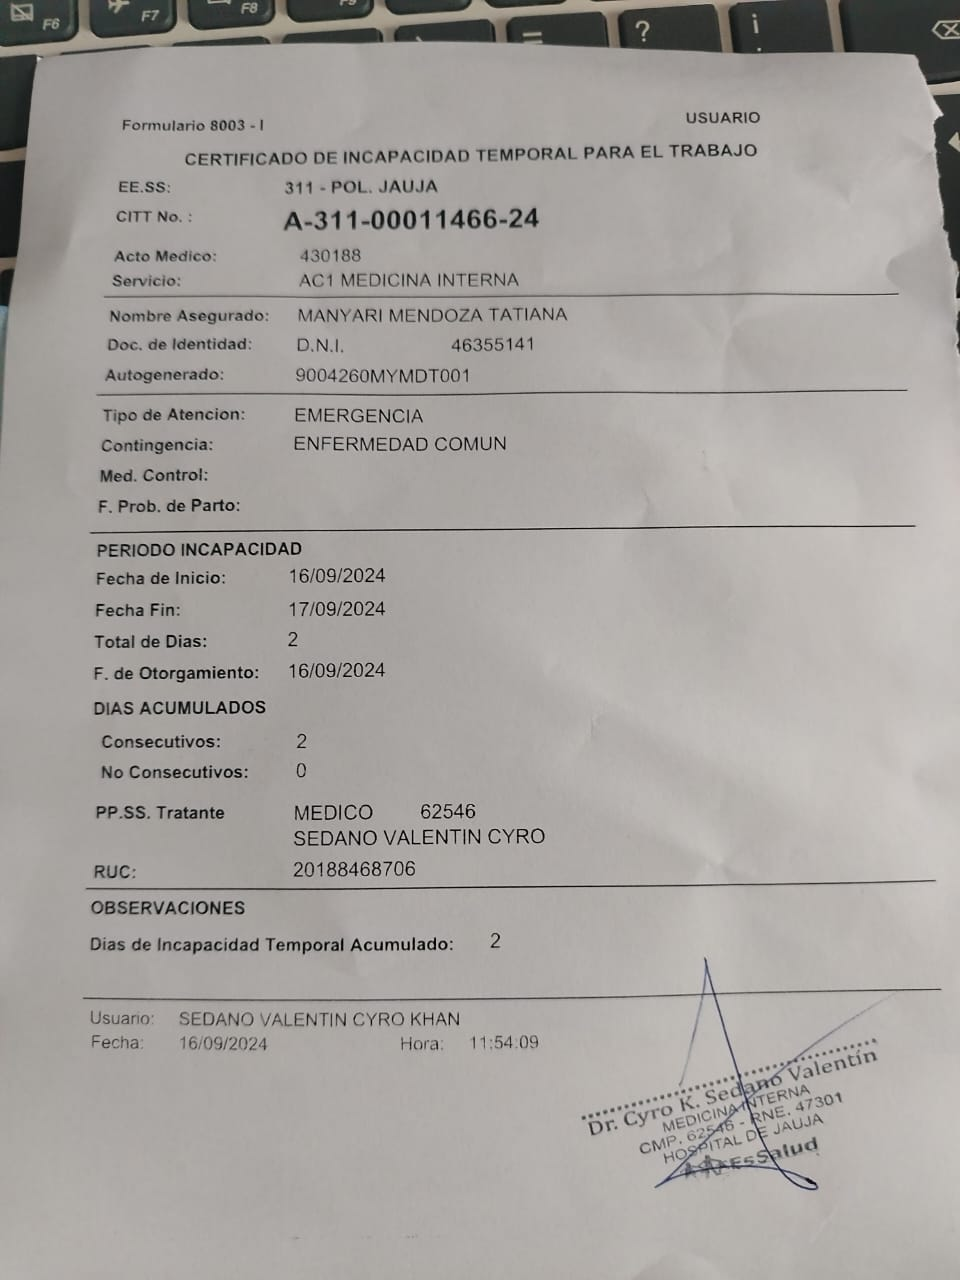 F6
F7
F8
F9
?
¡
Formulario 8003 - I
USUARIO
CERTIFICADO DE INCAPACIDAD TEMPORAL PARA EL TRABAJO
EE.SS: 311 - POL. JAUJA
CITT No. : A-311-00011466-24
Acto Medico: 430188
Servicio: AC1 MEDICINA INTERNA
Nombre Asegurado: MANYARI MENDOZA TATIANA
Doc. de Identidad: D.N.I. 46355141
Autogenerado: 9004260MYMDT001
Tipo de Atencion: EMERGENCIA
Contingencia: ENFERMEDAD COMUN
Med. Control:
F. Prob. de Parto:
PERIODO INCAPACIDAD
Fecha de Inicio: 16/09/2024
Fecha Fin: 17/09/2024
Total de Dias: 2
F. de Otorgamiento: 16/09/2024
DIAS ACUMULADOS
Consecutivos: 2
No Consecutivos: 0
PP.SS. Tratante MEDICO 62546
SEDANO VALENTIN CYRO
RUC: 20188468706
OBSERVACIONES
Dias de Incapacidad Temporal Acumulado: 2
Usuario: SEDANO VALENTIN CYRO KHAN
Fecha: 16/09/2024 Hora: 11:54:09
Dr. Cyro K. Sedano Valentín
MEDICINA INTERNA
CMP. 62546 - RNE. 47301
HOSPITAL DE JAUJA
EsSalud